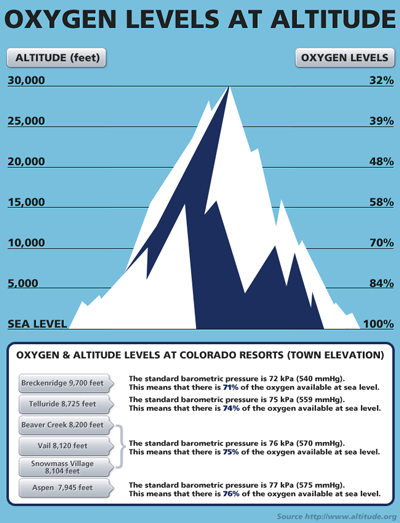 OXYGEN LEVELS AT ALTITUDE
ALTITUDE (feet)
OXYGEN LEVELS
30,000 32%
25,000 39%
20,000 48%
15,000 58%
10,000 70%
5,000 84%
SEA LEVEL 100%
OXYGEN & ALTITUDE LEVELS AT COLORADO RESORTS (TOWN ELEVATION)
Breckenridge 9,700 feet
The standard barometric pressure is 72 kPa (540 mmHg).
This means that there is 71% of the oxygen available at sea level.
Telluride 8,725 feet
The standard barometric pressure is 75 kPa (559 mmHg).
This means that there is 74% of the oxygen available at sea level.
Beaver Creek 8,200 feet
Vail 8,120 feet
Snowmass Village
8,104 feet
The standard barometric pressure is 76 kPa (570 mmHg).
This means that there is 75% of the oxygen available at sea level.
Aspen 7,945 feet
The standard barometric pressure is 77 kPa (575 mmHg).
This means that there is 76% of the oxygen available at sea level.
Source http://www.altitude.org